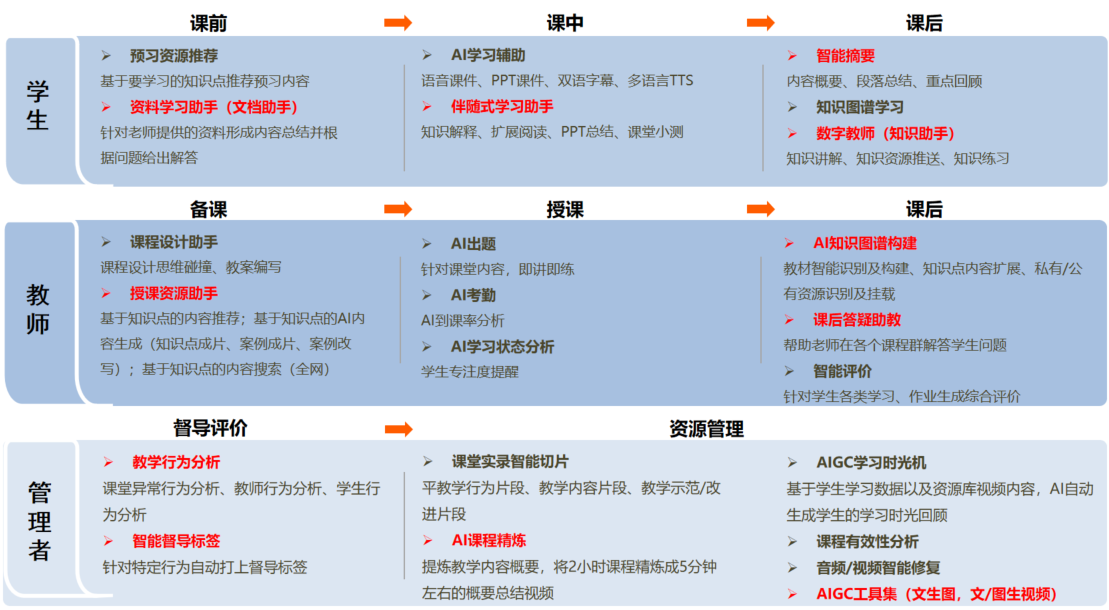 课前
课中
课后
学生
预习资源推荐
基于要学习的知识点推荐预习内容
资料学习助手（文档助手）
针对老师提供的资料形成内容总结并根
据问题给出解答
AI学习辅助
语音课件、PPT课件、双语字幕、多语言TTS
伴随式学习助手
知识解释、扩展阅读、PPT总结、课堂小测
智能摘要
内容概要、段落总结、重点回顾
知识图谱学习
数字教师（知识助手）
知识讲解、知识资源推送、知识练习
备课
授课
课后
教师
课程设计助手
课程设计思维碰撞、教案编写
授课资源助手
基于知识点的内容推荐；基于知识点的AI内
容生成（知识点成片、案例成片、案例改
写）；基于知识点的内容搜索（全网）
AI出题
针对课堂内容，即讲即练
AI考勤
AI到课率分析
AI学习状态分析
学生专注度提醒
AI知识图谱构建
教材智能识别及构建、知识点内容扩展、私有/公
有资源识别及挂载
课后答疑助教
帮助老师在各个课程群解答学生问题
智能评价
针对学生各类学习、作业生成综合评价
督导评价
资源管理
管理者
教学行为分析
课堂异常行为分析、教师行为分析、学生行
为分析
智能督导标签
针对特定行为自动打上督导标签
课堂实录智能切片
平教学行为片段、教学内容片段、教学示范/改
进片段
AI课程精炼
提炼教学内容概要，将2小时课程精炼成5分钟
左右的概要总结视频
AIGC学习时光机
基于学生学习数据以及资源库视频内容，AI自动
生成学生的学习时光回顾
课程有效性分析
音频/视频智能修复
AIGC工具集（文生图，文/图生视频）